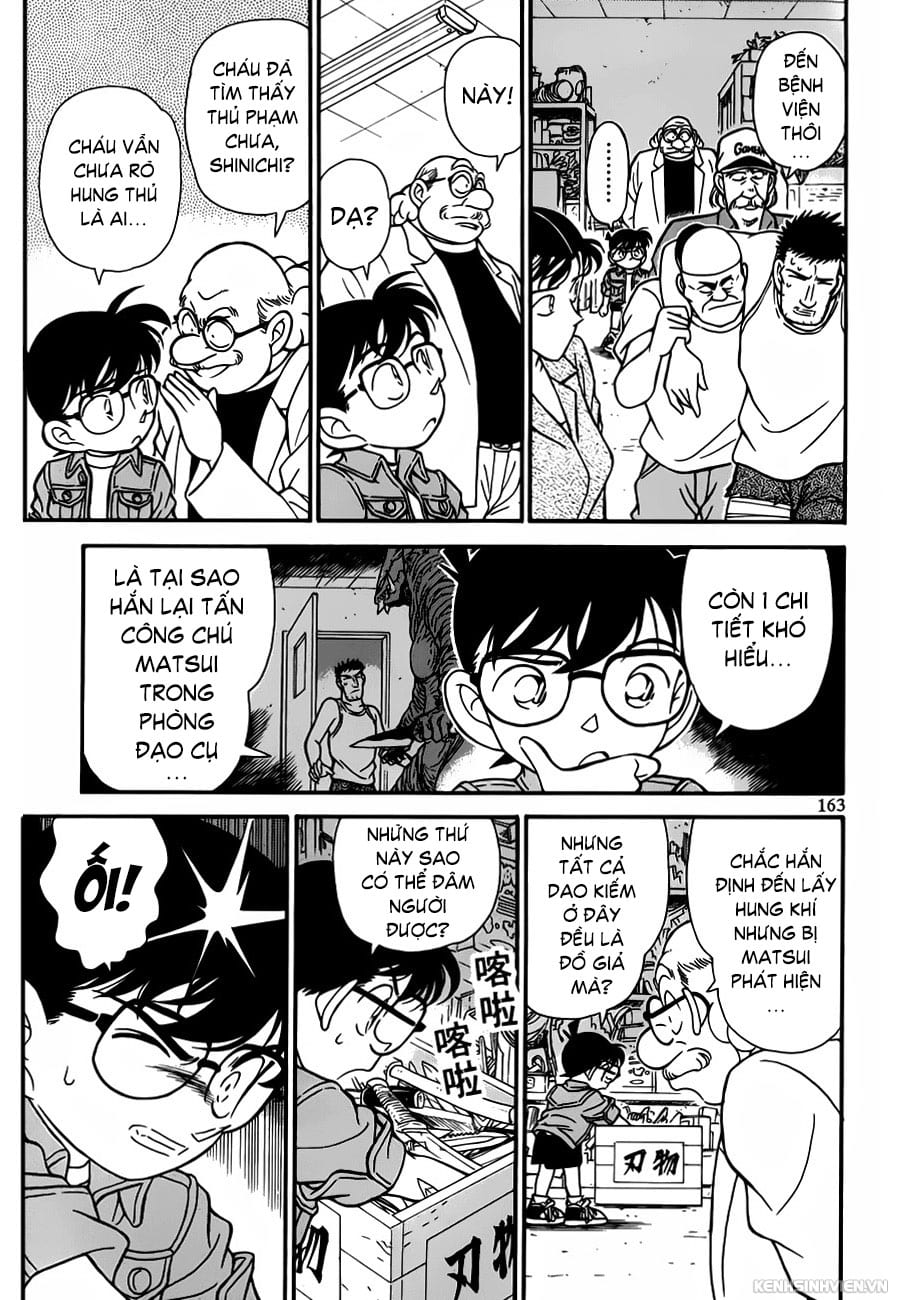 ĐẾN
BỆNH
VIỆN
THÔI
...
.........
NÀY!
DẠ?
CHÁU ĐÃ
TÌM THẤY
THỦ PHẠM
CHƯA,
SHINICHI?
CHÁU VẪN
CHƯA RÕ
HUNG THỦ
LÀ AI...
CÒN 1 CHI
TIẾT KHÓ
HIỂU...
LÀ TẠI SAO
HẮN LẠI TẤN
CÔNG CHÚ
MATSUI
TRONG
PHÒNG
ĐẠO CỤ
...
163
CHẮC HẮN
ĐỊNH ĐẾN LẤY
HUNG KHÍ
NHƯNG BỊ
MATSUI
PHÁT HIỆN
...
NHƯNG
TẤT CẢ
DAO KIẾM
Ở ĐÂY
ĐỀU LÀ
ĐỒ GIẢ
MÀ?
刃物
NHỮNG THỨ
NÀY SAO
CÓ THỂ ĐÂM
NGƯỜI
ĐƯỢC?
喀啦
喀啦
刃物
ỐI!
KENHSINHVIEN.VN